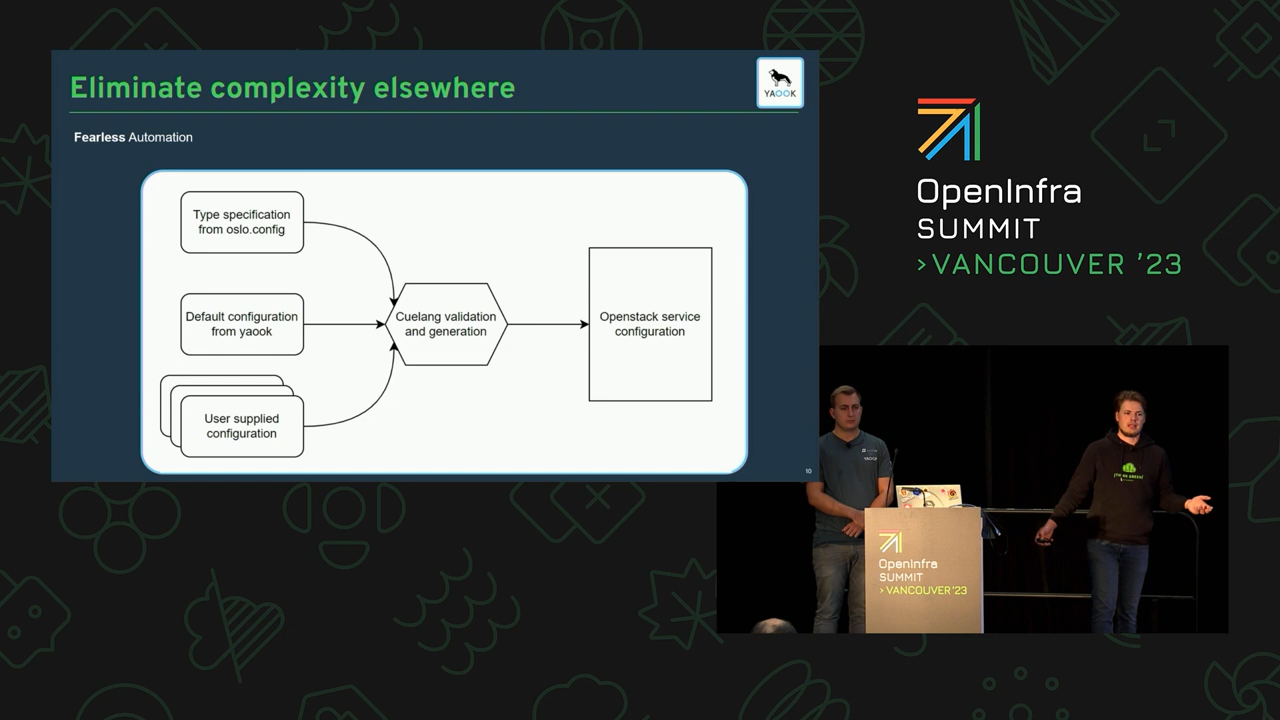 Eliminate complexity elsewhere
YAOOK
Fearless Automation
Type specification
from oslo.config
Default configuration
from yaook
User supplied
configuration
Cuelang validation
and generation
Openstack service
configuration
10
OpenInfra
SUMMIT
>VANCOUVER '23
OpenInfra
SUMMIT
>VANCOUVER '23